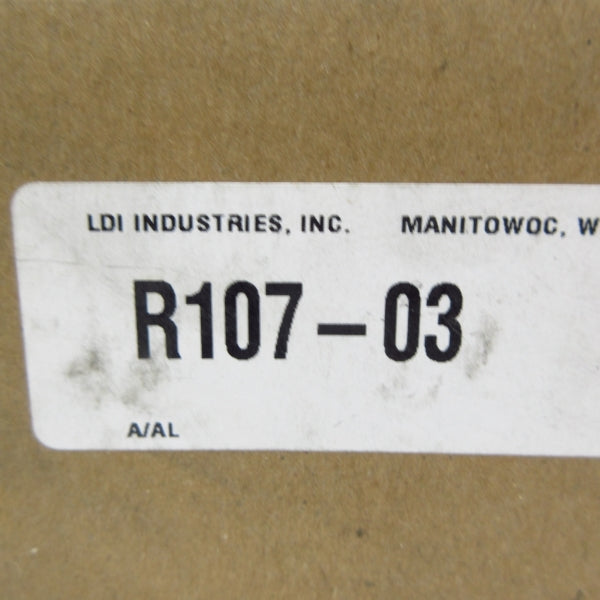 LDI INDUSTRIES, INC. MANITOWOC, W
R107-03
A/AL